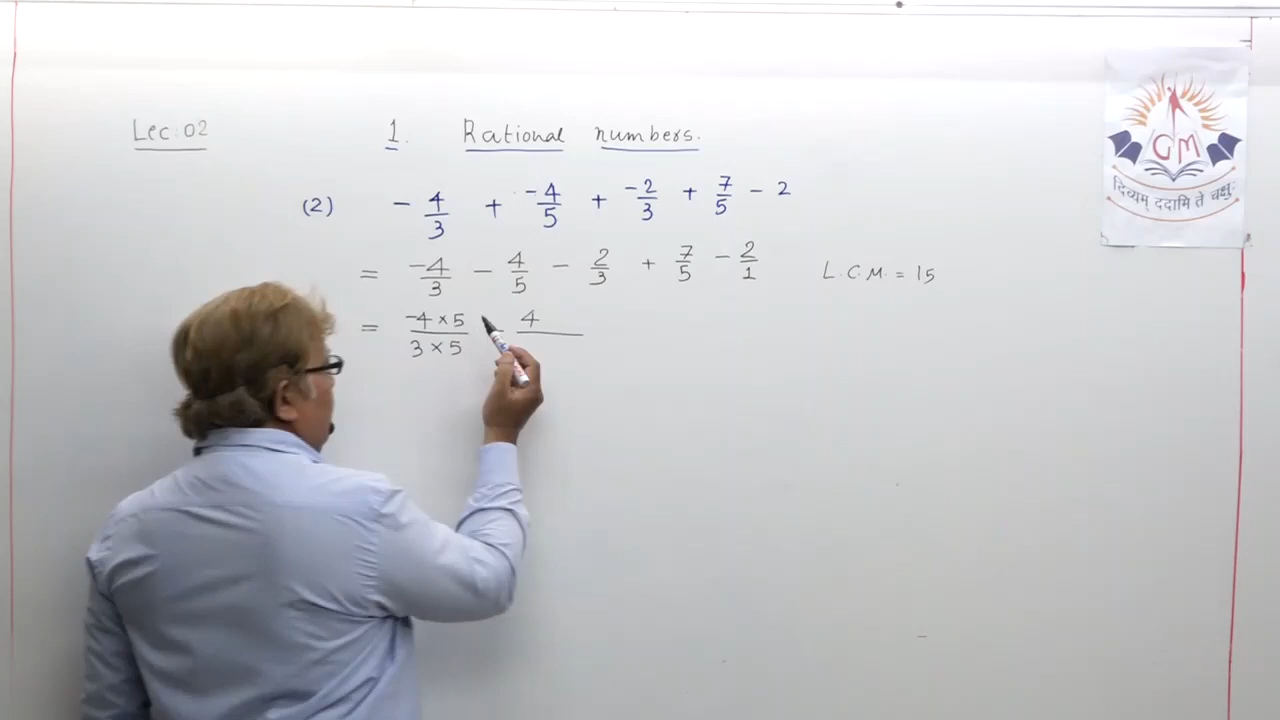 Lec:02 1. Rational numbers.
(2) - 4/3 + -4/5 + -2/3 + 7/5 - 2
= -4/3 - 4/5 - 2/3 + 7/5 - 2/1 L.C.M. = 15
= -4×5/3×5 - 4
GM
दिव्यम् ददामि ते चक्षुः